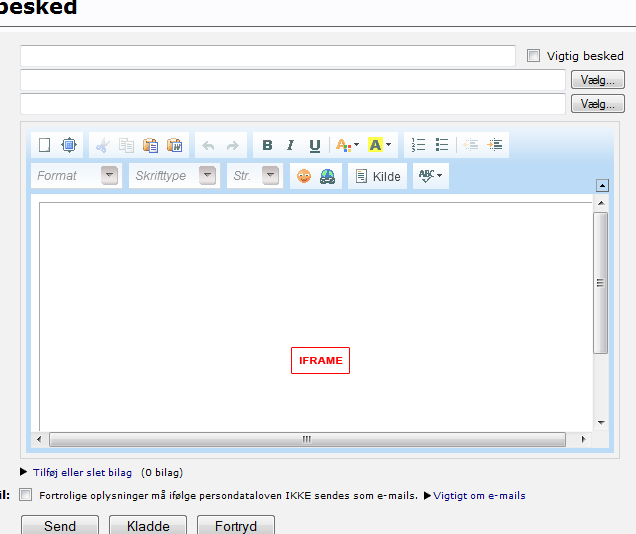 besked
Vigtig besked
Vælg...
Vælg...
B I U A A
Format Skrifttype Str. Kilde ABC
IFRAME
Tilføj eller slet bilag (0 bilag)
il: Fortrolige oplysninger må ifølge persondataloven IKKE sendes som e-mails. Vigtigt om e-mails
Send Kladde Fortryd